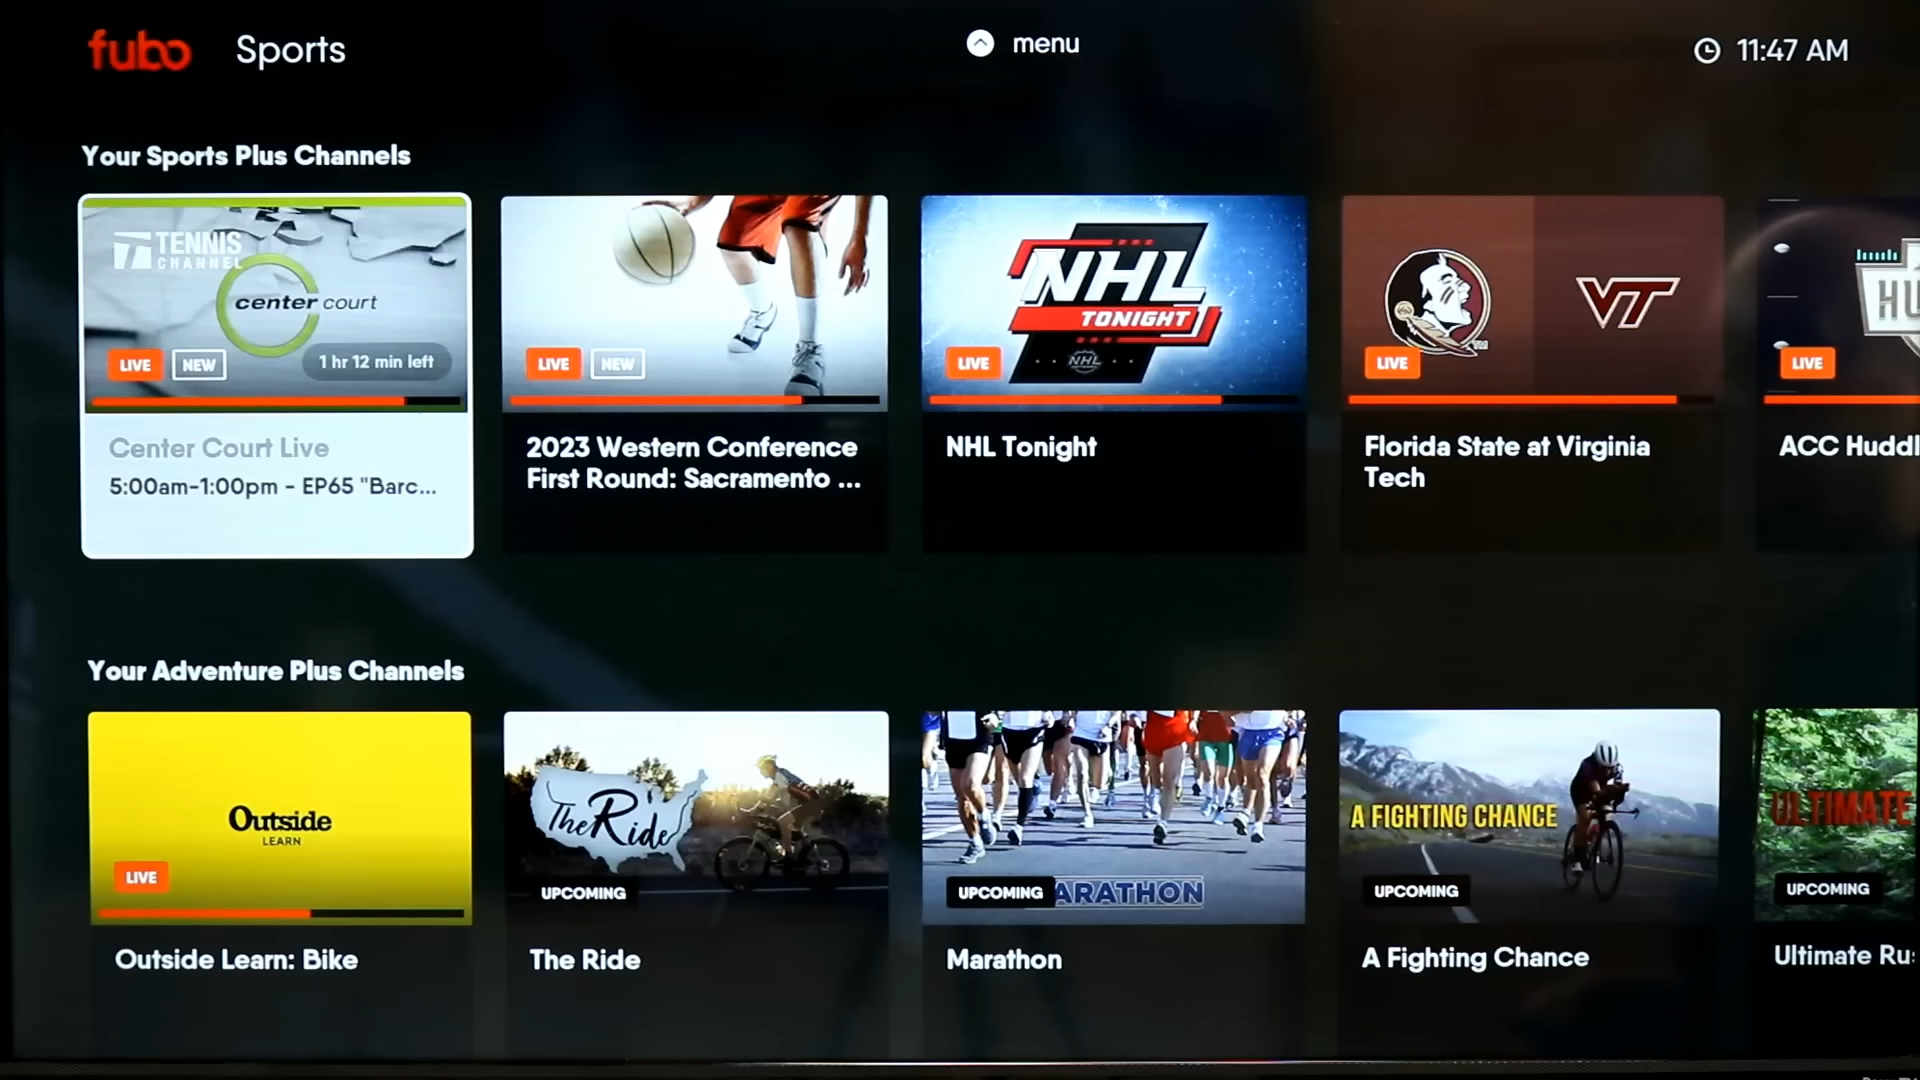 fubo Sports
menu
11:47 AM
Your Sports Plus Channels
TENNIS
CHANNEL
center court
LIVE NEW
1 hr 12 min left
Center Court Live
5:00am-1:00pm - EP65 "Barc...
LIVE NEW
2023 Western Conference
First Round: Sacramento ...
NHL
TONIGHT
NHL
LIVE
NHL Tonight
VT
TM
LIVE
Florida State at Virginia
Tech
HU
LIVE
ACC Huddl
Your Adventure Plus Channels
Outside
LEARN
LIVE
Outside Learn: Bike
The Ride
UPCOMING
The Ride
UPCOMING
ARATHON
Marathon
A FIGHTING CHANCE
UPCOMING
A Fighting Chance
ULTIMATE
UPCOMING
Ultimate Ru